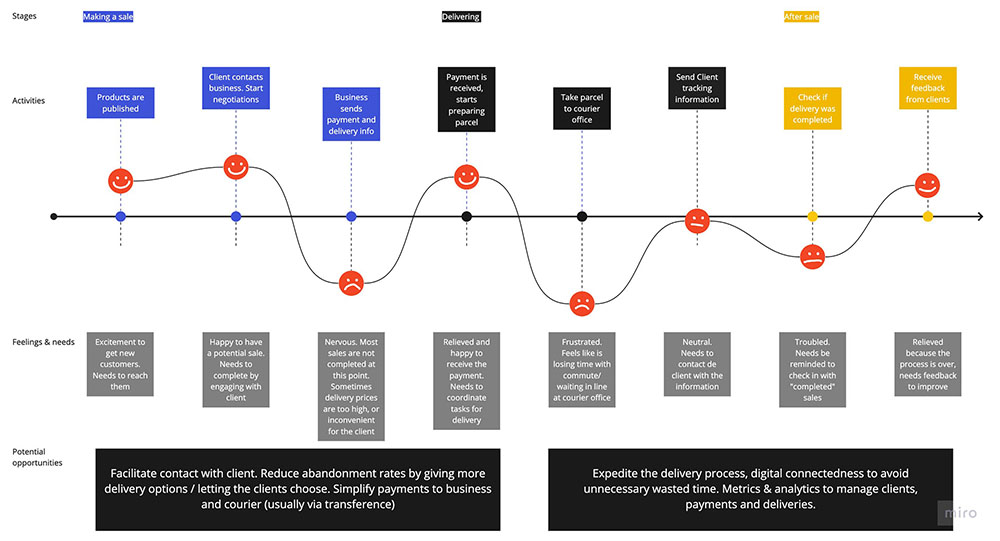 Stages
Making a sale
Delivering
After sale
Activities
Products are
published
Client contacts
business. Start
negotiations
Business
sends
payment and
delivery info
Payment is
received,
starts
preparing
parcel
Take parcel
to courier
office
Send Client
tracking
information
Check if
delivery was
completed
Receive
feedback
from clients
Feelings & needs
Excitement to
get new
customers.
Needs to reach
them
Happy to have
a potential sale.
Needs to
complete by
engaging with
client
Nervous. Most
sales are not
completed at
this point.
Sometimes
delivery prices
are too high, or
inconvenient
for the client
Relieved and
happy to
receive the
payment.
Needs to
coordinate
tasks for
delivery
Frustrated.
Feels like is
losing time with
commute/
waiting in line
at courier office
Neutral.
Needs to
contact de
client with the
information
Troubled.
Needs be
reminded to
check in with
"completed"
sales
Relieved
because the
process is over,
needs feedback
to improve
Potential
opportunities
Facilitate contact with client. Reduce abandonment rates by giving more
delivery options / letting the clients choose. Simplify payments to business
and courier (usually via transference)
Expedite the delivery process, digital connectedness to avoid
unnecessary wasted time. Metrics & analytics to manage clients,
payments and deliveries.
miro